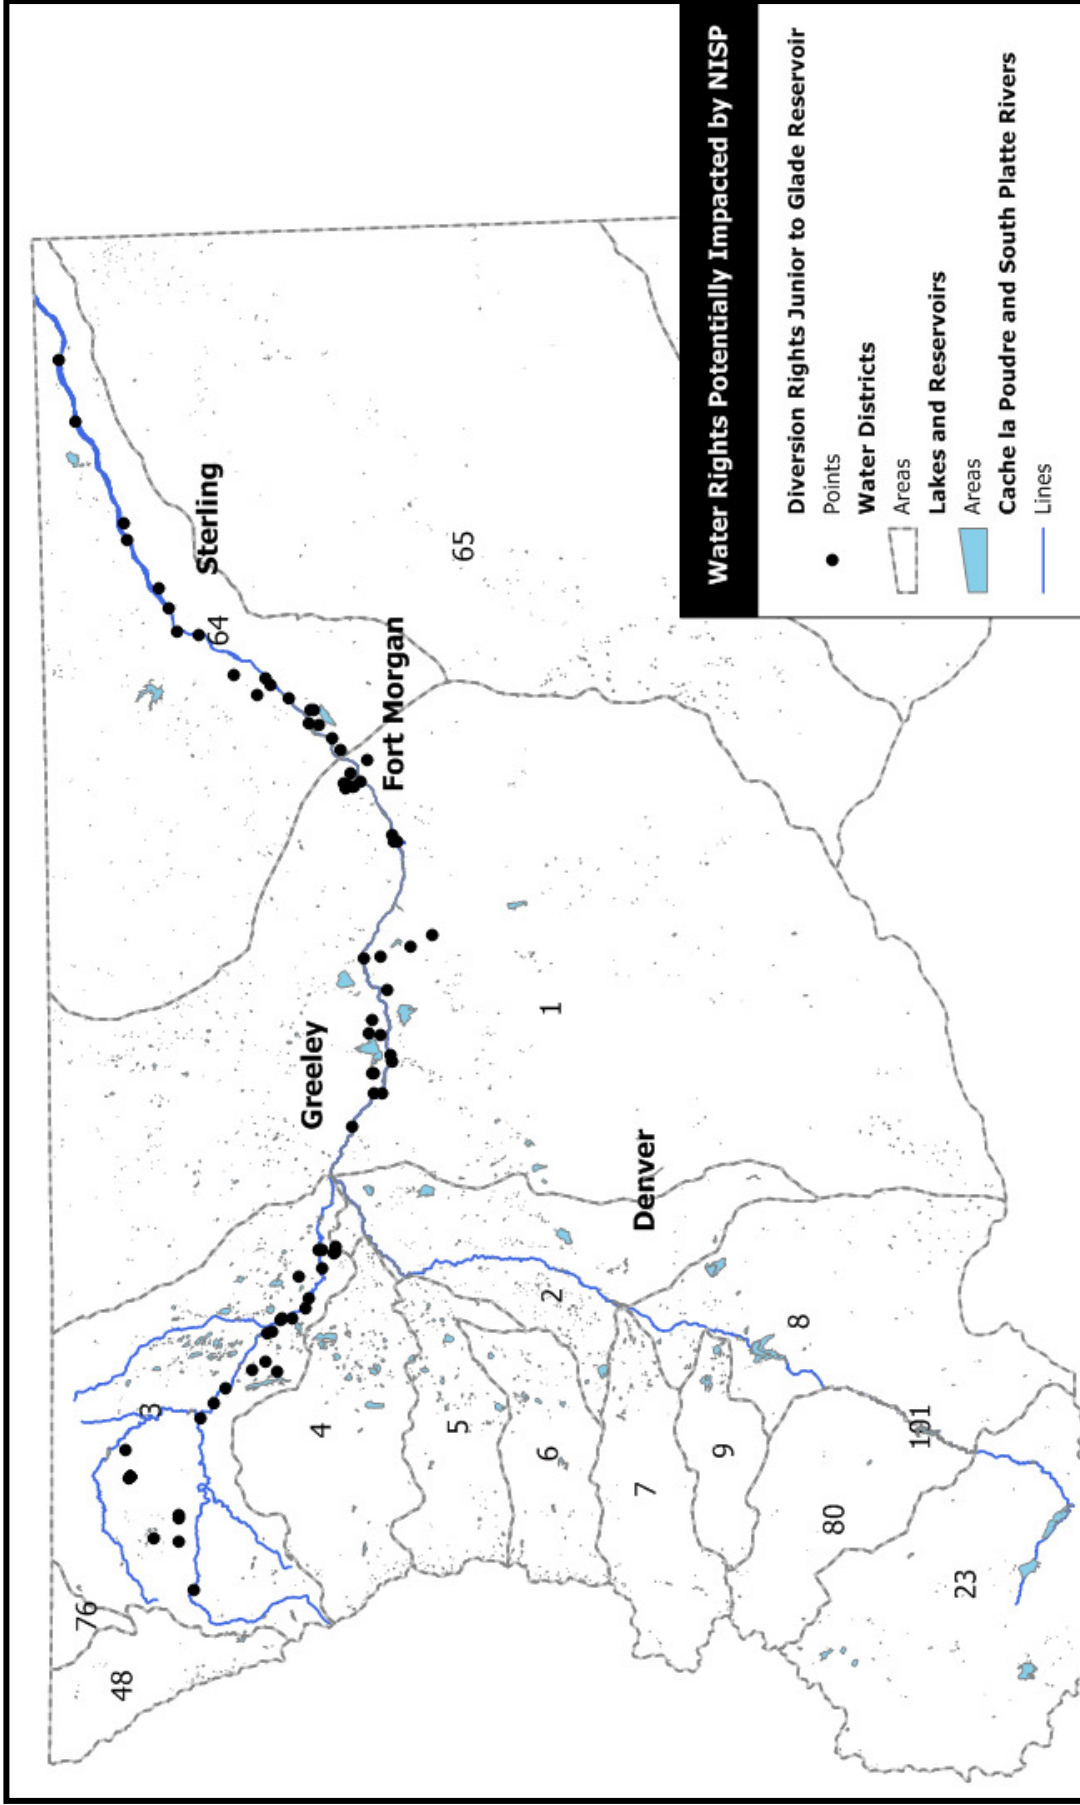 Water Rights Potentially Impacted by NISP
Diversion Rights Junior to Glade Reservoir
Points
Water Districts
Areas
Lakes and Reservoirs
Areas
Cache la Poudre and South Platte Rivers
Lines
48
76
3
64
Sterling
Greeley
Fort Morgan
65
4
5
6
2
1
7
Denver
9
8
80
101
23